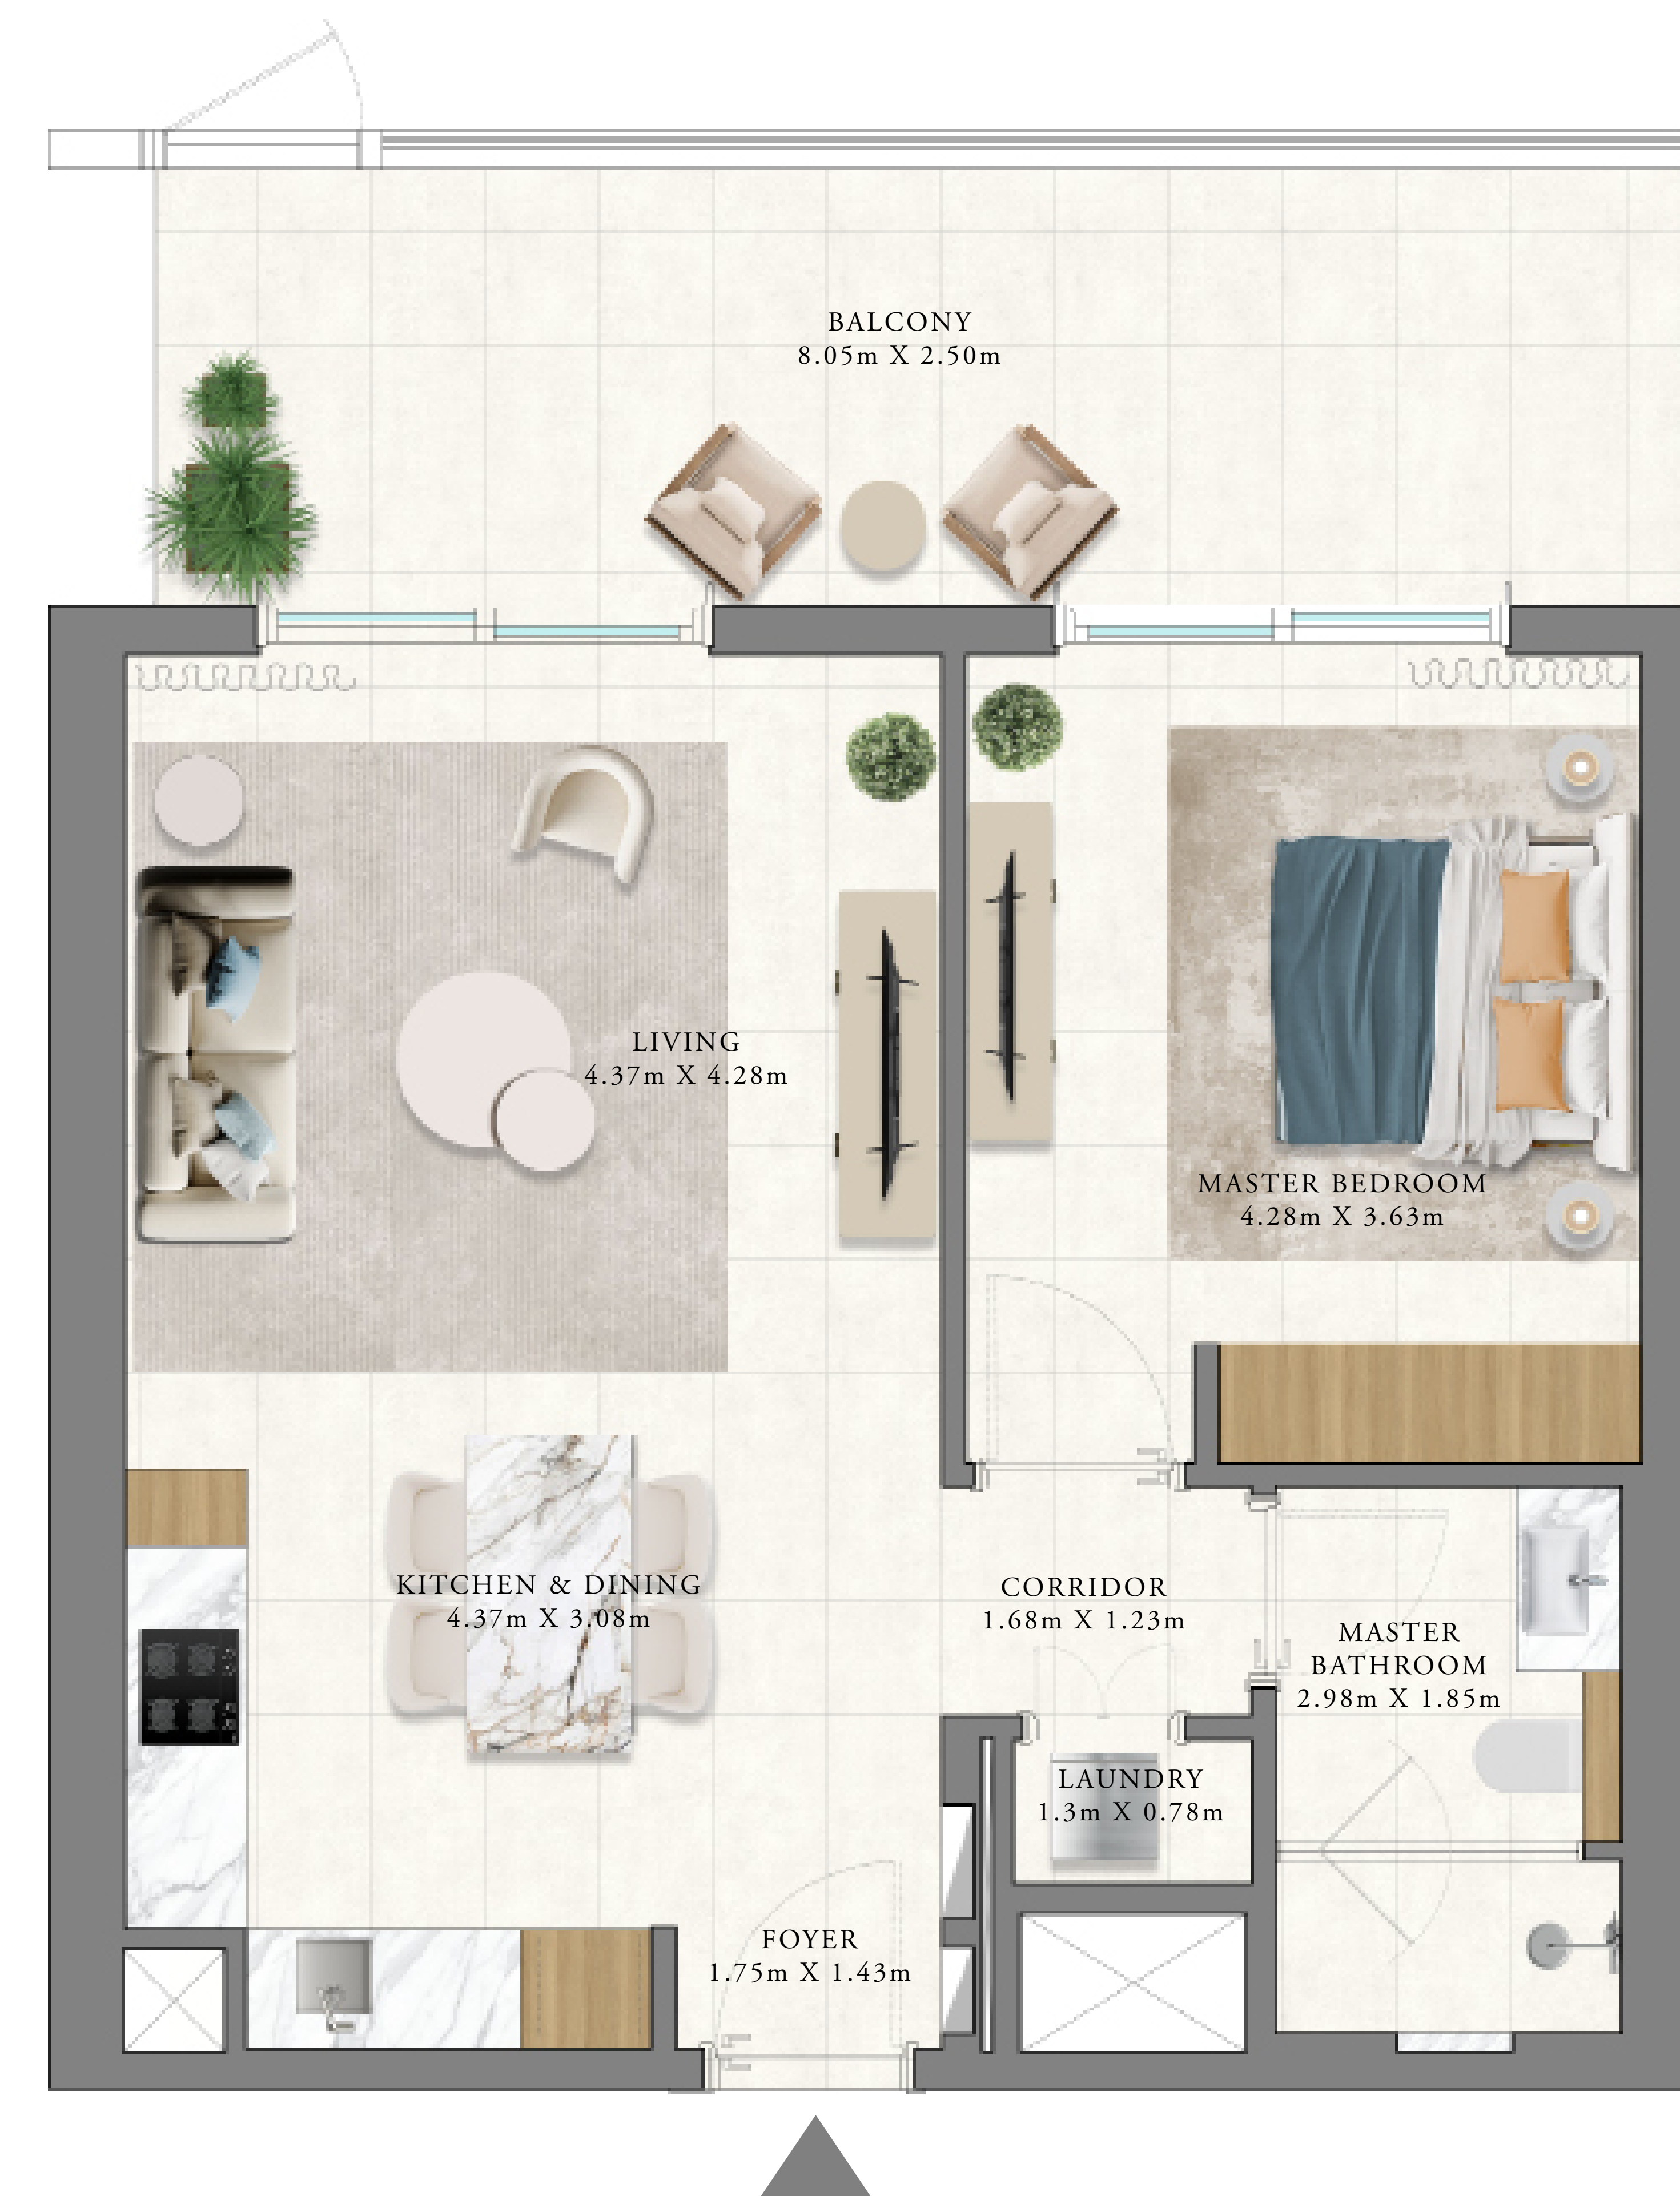 BALCONY
8.05m X 2.50m
LIVING
4.37m X 4.28m
MASTER BEDROOM
4.28m X 3.63m
KITCHEN & DINING
4.37m X 3.08m
CORRIDOR
1.68m X 1.23m
MASTER
BATHROOM
2.98m X 1.85m
LAUNDRY
1.3m X 0.78m
FOYER
1.75m X 1.43m